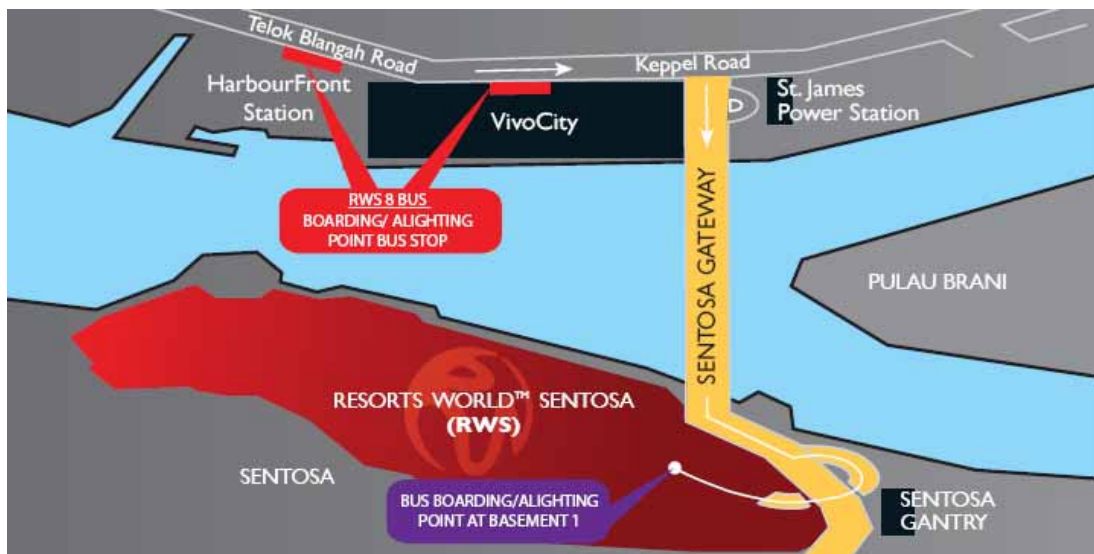 Telok Blangah Road
Keppel Road
HarbourFront
Station
VivoCity
D
St. James
Power Station
RWS 8 BUS
BOARDING/ ALIGHTING
POINT BUS STOP
SENTOSA GATEWAY
PULAU BRANI
RESORTS WORLD™ SENTOSA
(RWS)
SENTOSA
BUS BOARDING/ALIGHTING
POINT AT BASEMENT 1
SENTOSA
GANTRY